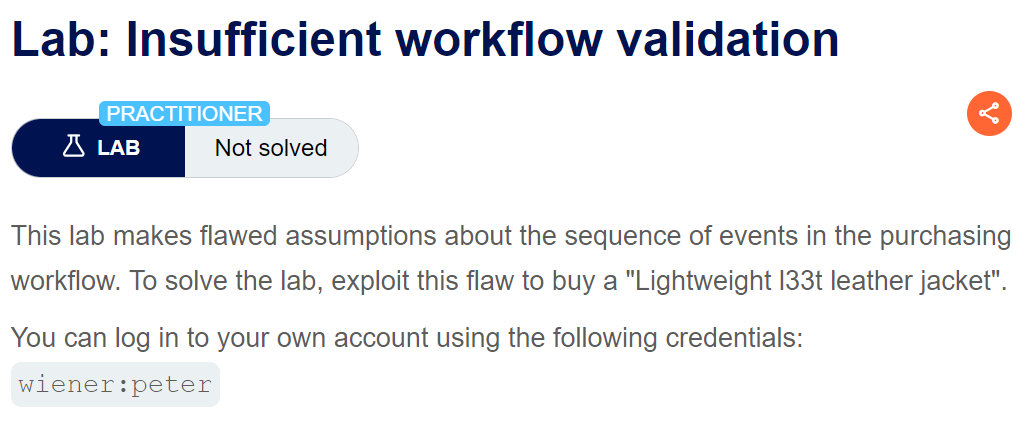 Lab: Insufficient workflow validation
PRACTITIONER
LAB Not solved
This lab makes flawed assumptions about the sequence of events in the purchasing
workflow. To solve the lab, exploit this flaw to buy a "Lightweight l33t leather jacket".
You can log in to your own account using the following credentials:
wiener:peter